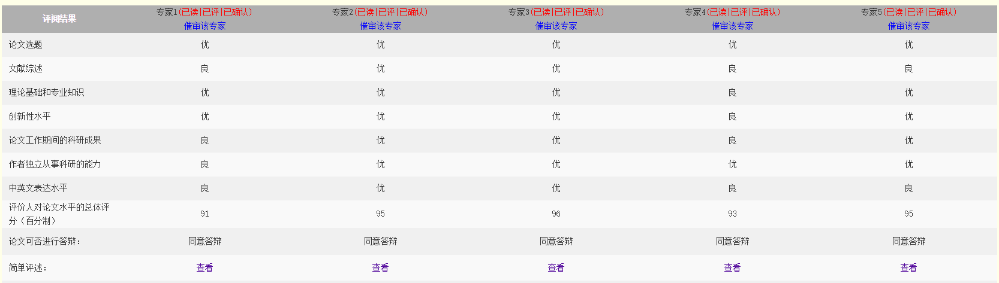 评阅结果 专家1(已读|已评|已确认) 专家2(已读|已评|已确认) 专家3(已读|已评|已确认) 专家4(已读|已评|已确认) 专家5(已读|已评|已确认)
催审该专家 催审该专家 催审该专家 催审该专家 催审该专家
论文选题 优 优 优 优 优
文献综述 良 优 优 良 良
理论基础和专业知识 优 优 优 良 优
创新性水平 优 优 优 良 优
论文工作期间的科研成果 良 优 优 良 优
作者独立从事科研的能力 良 优 优 优 优
中英文表达水平 良 优 优 良 良
评价人对论文水平的总体评
分（百分制） 91 95 96 93 95
论文可否进行答辩： 同意答辩 同意答辩 同意答辩 同意答辩 同意答辩
简单评述： 查看 查看 查看 查看 查看